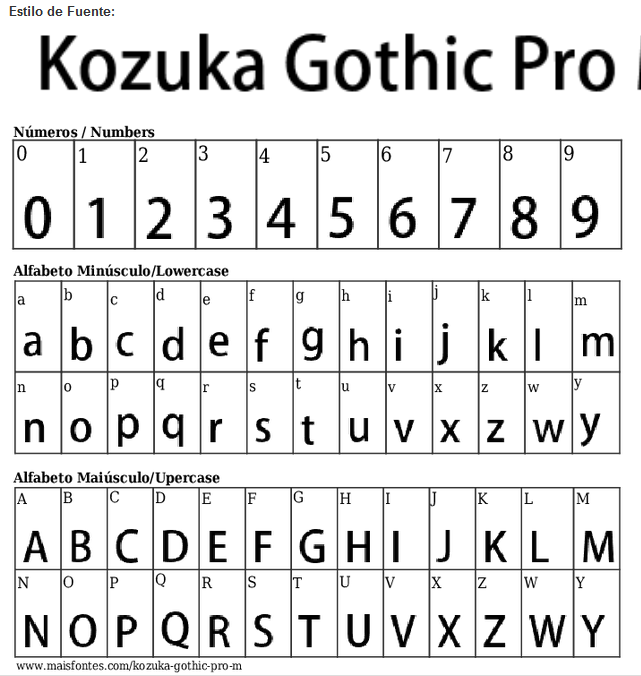 Estilo de Fuente:
Kozuka Gothic Pro
Números / Numbers
0 1 2 3 4 5 6 7 8 9
0 1 2 3 4 5 6 7 8 9
Alfabeto Minúsculo/Lowercase
a b c d e f g h i j k l m
a b c d e f g h i j k l m
n o p q r s t u v x z w y
n o p q r s t u v x z w y
Alfabeto Maiúsculo/Upercase
A B C D E F G H I J K L M
A B C D E F G H I J K L M
N O P Q R S T U V X Z W Y
N O P Q R S T U V X Z W Y
www.maisfontes.com/kozuka-gothic-pro-m